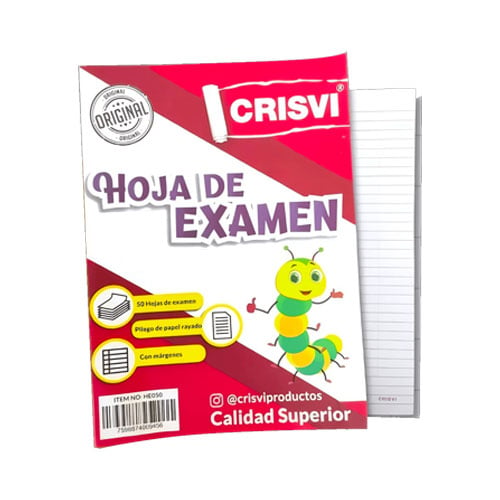 CRISVI®
ORIGINAL
ORIGINAL
ORIGINAL
HOJA DE
EXAMEN
50 Hojas de examen
Pliego de papel rayado
Con márgenes
ITEM NO: HE050
7598874009456
@crisviproductos
Calidad Superior
CRISVI